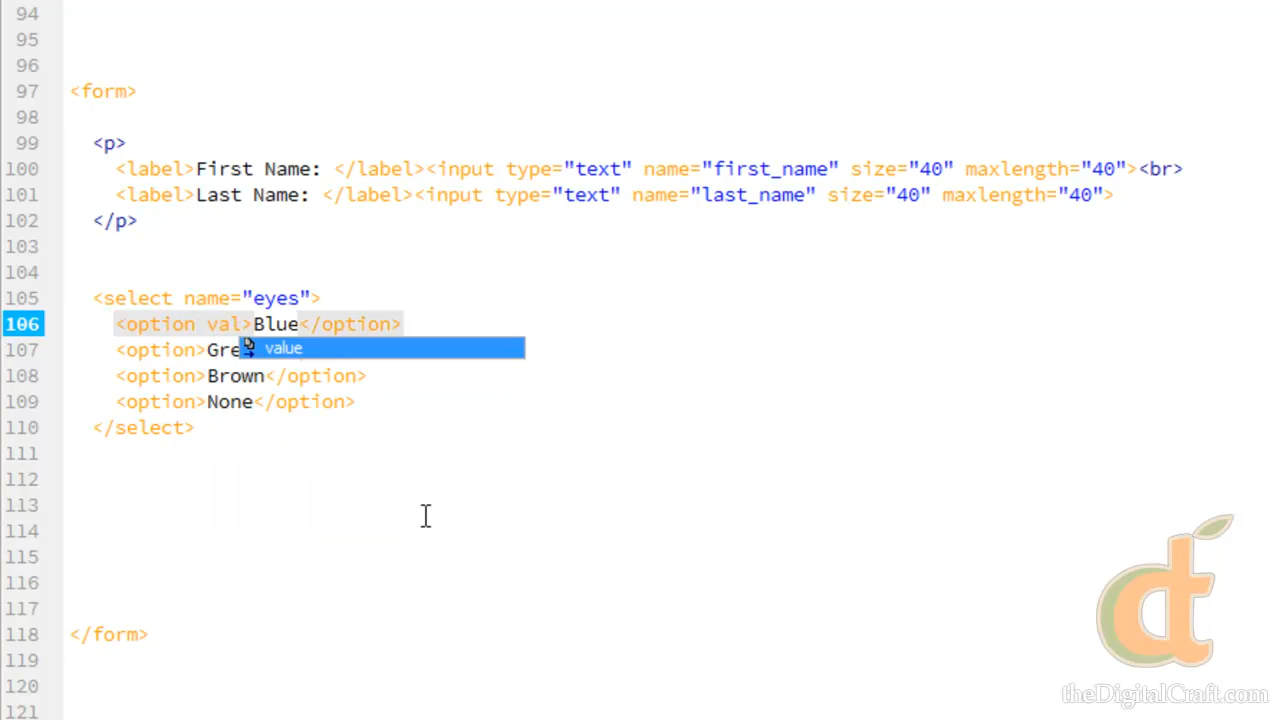 94
95
96
97 <form>
98
99 <p>
100 <label>First Name: </label><input type="text" name="first_name" size="40" maxlength="40"><br>
101 <label>Last Name: </label><input type="text" name="last_name" size="40" maxlength="40">
102 </p>
103
104
105 <select name="eyes">
106 <option val>Blue</option>
value
107 <option>Gre
108 <option>Brown</option>
109 <option>None</option>
110 </select>
111
112
113
114
115
116
117
118 </form>
119
120
121
theDigitalCraft.com